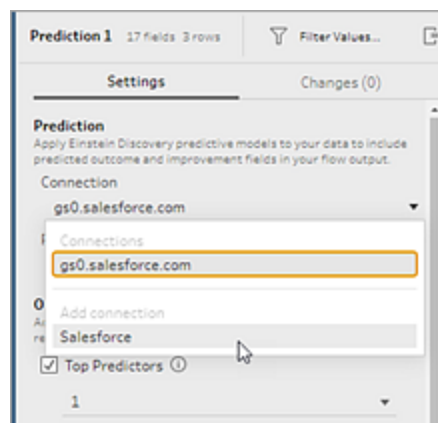 Prediction 1 17 fields 3 rows Filter Values...
Settings Changes (0)
Prediction
Apply Einstein Discovery predictive models to your data to include
predicted outcome and improvement fields in your flow output.
Connection
gs0.salesforce.com
Connections
gs0.salesforce.com
Add connection
Salesforce
Top Predictors
1